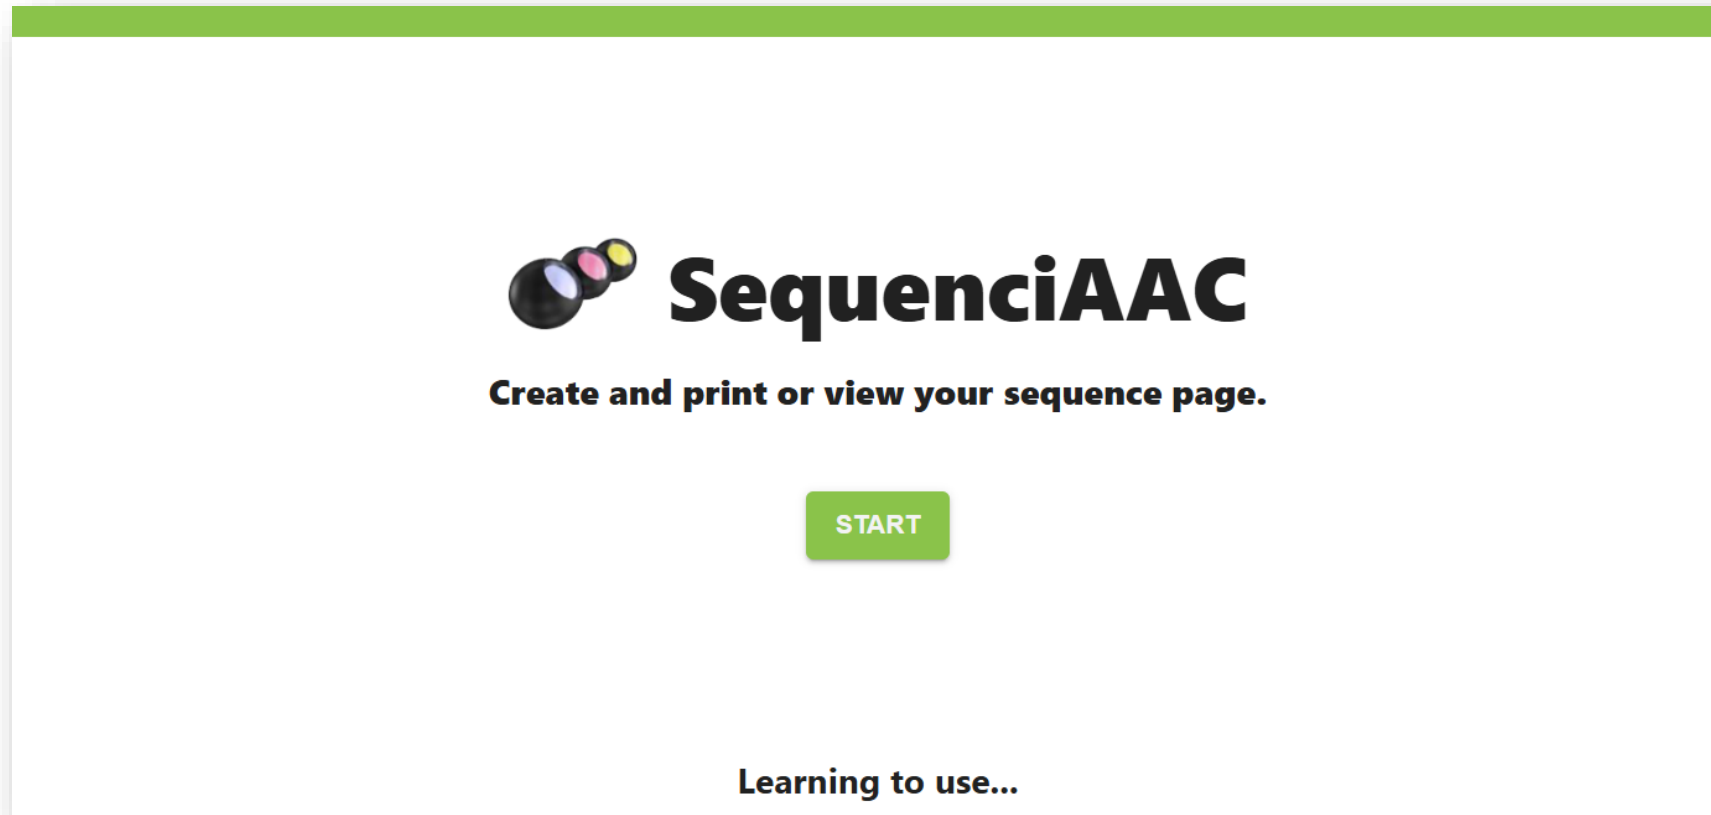 SequenciAAC
Create and print or view your sequence page.
START
Learning to use...